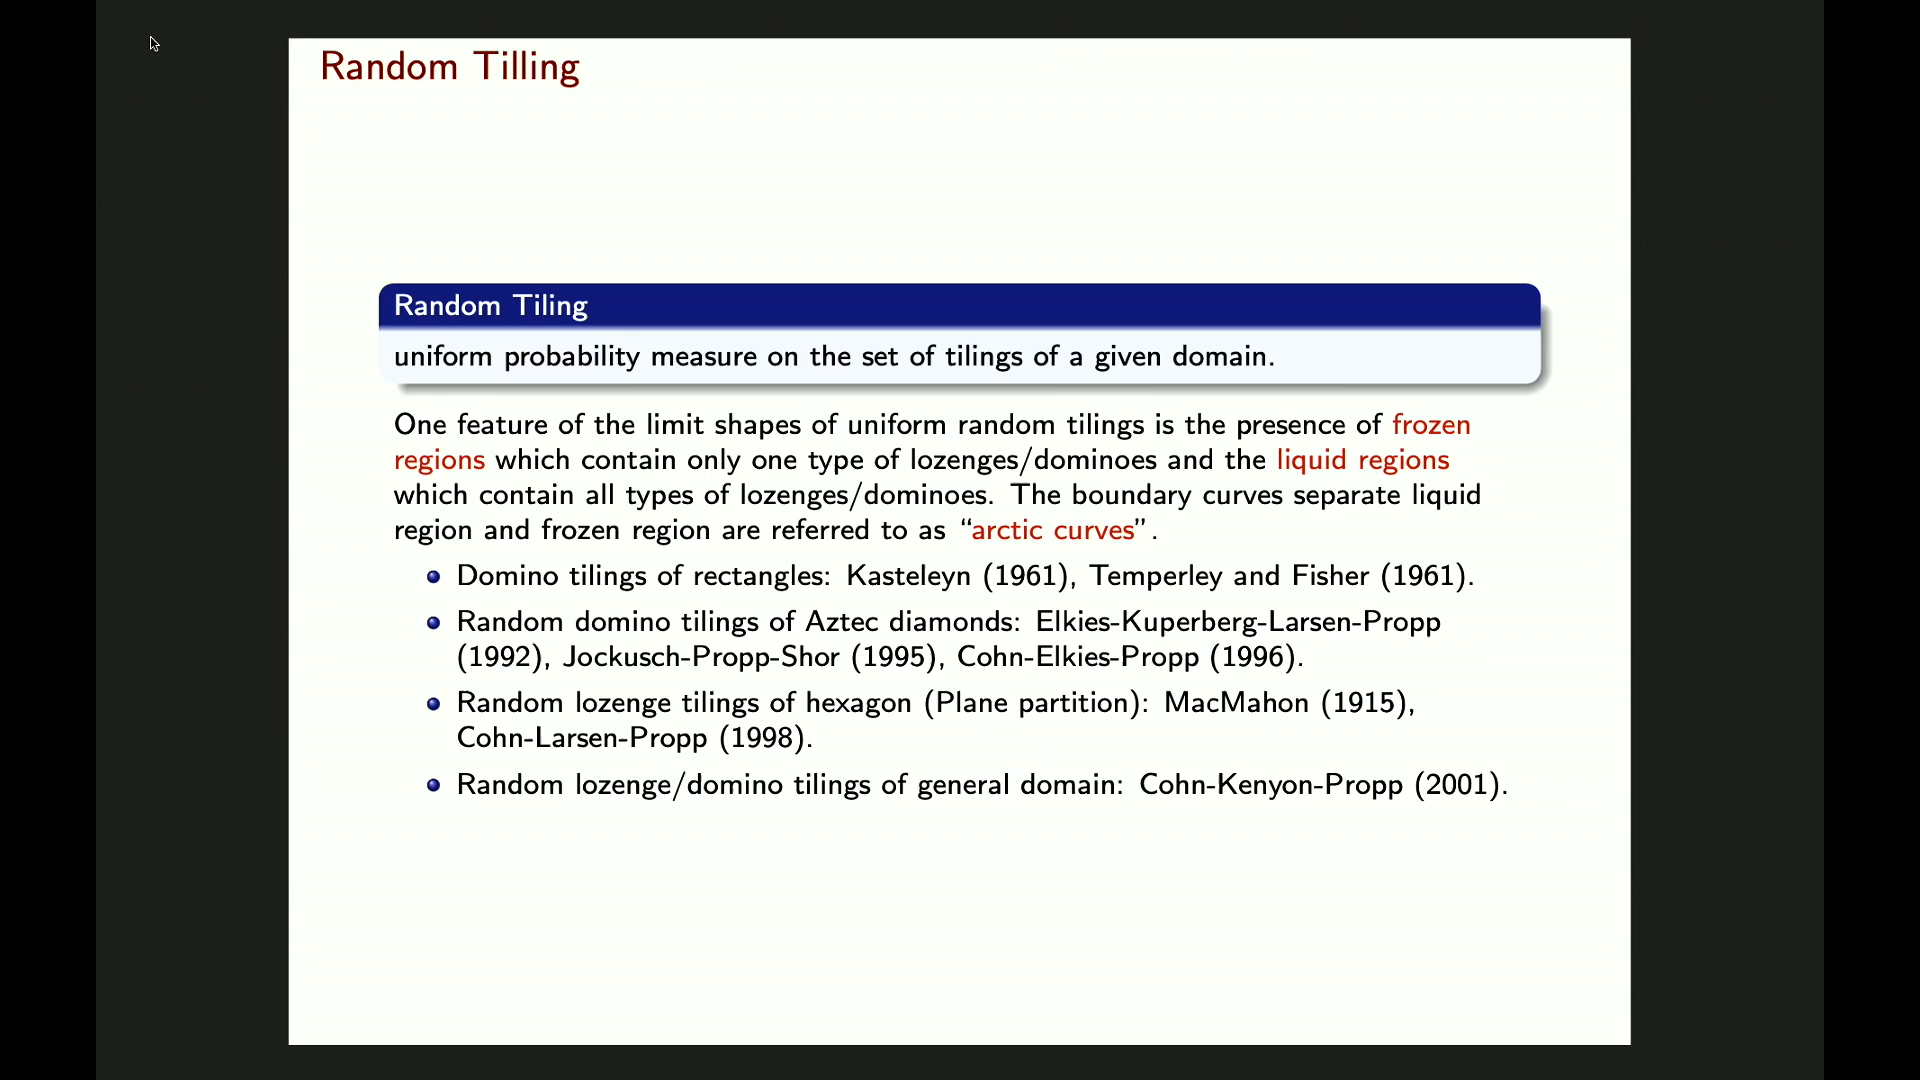 Random Tilling
Random Tiling
uniform probability measure on the set of tilings of a given domain.
One feature of the limit shapes of uniform random tilings is the presence of frozen
regions which contain only one type of lozenges/dominoes and the liquid regions
which contain all types of lozenges/dominoes. The boundary curves separate liquid
region and frozen region are referred to as “arctic curves”.
• Domino tilings of rectangles: Kasteleyn (1961), Temperley and Fisher (1961).
• Random domino tilings of Aztec diamonds: Elkies-Kuperberg-Larsen-Propp
(1992), Jockusch-Propp-Shor (1995), Cohn-Elkies-Propp (1996).
• Random lozenge tilings of hexagon (Plane partition): MacMahon (1915),
Cohn-Larsen-Propp (1998).
• Random lozenge/domino tilings of general domain: Cohn-Kenyon-Propp (2001).